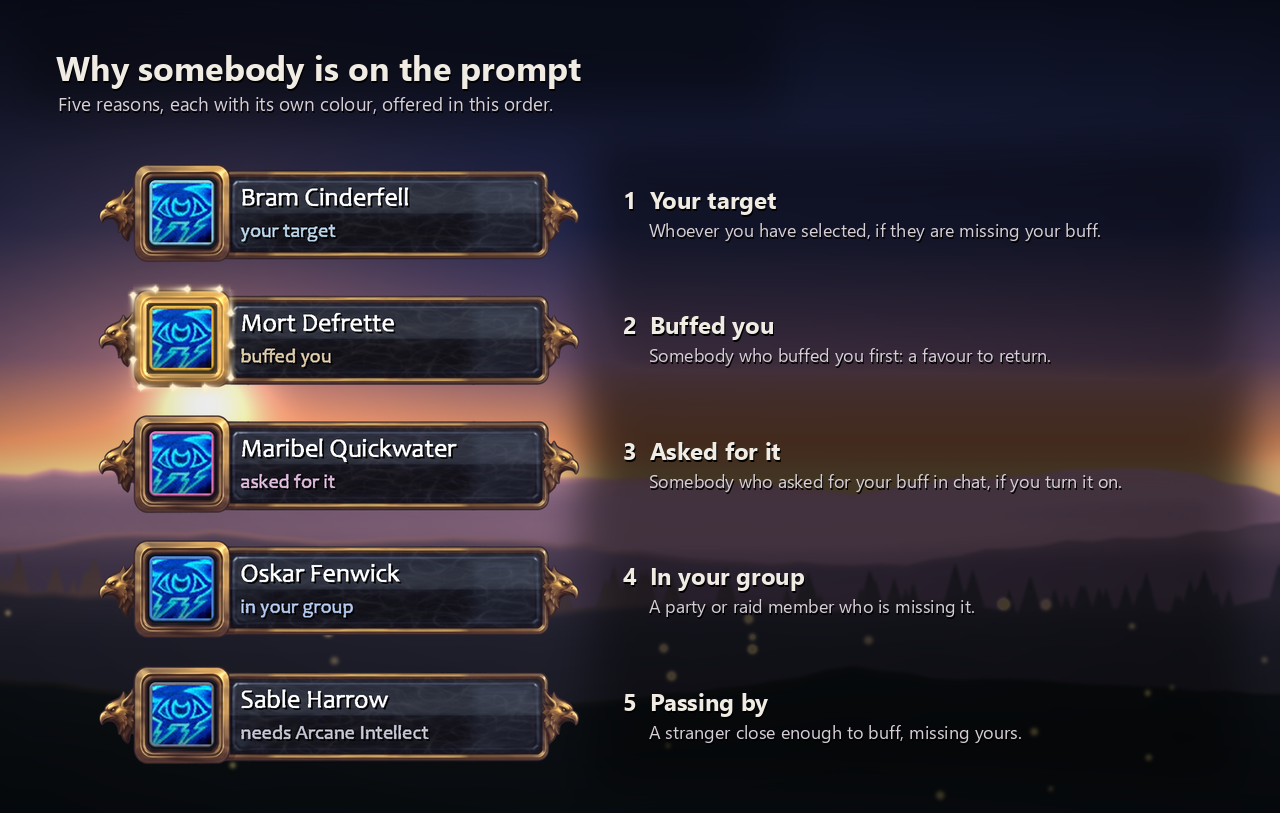 Why somebody is on the prompt
Five reasons, each with its own colour, offered in this order.
Bram Cinderfell
your target
1 Your target
Whoever you have selected, if they are missing your buff.
Mort Defrette
buffed you
2 Buffed you
Somebody who buffed you first: a favour to return.
Maribel Quickwater
asked for it
3 Asked for it
Somebody who asked for your buff in chat, if you turn it on.
Oskar Fenwick
in your group
4 In your group
A party or raid member who is missing it.
Sable Harrow
needs Arcane Intellect
5 Passing by
A stranger close enough to buff, missing yours.